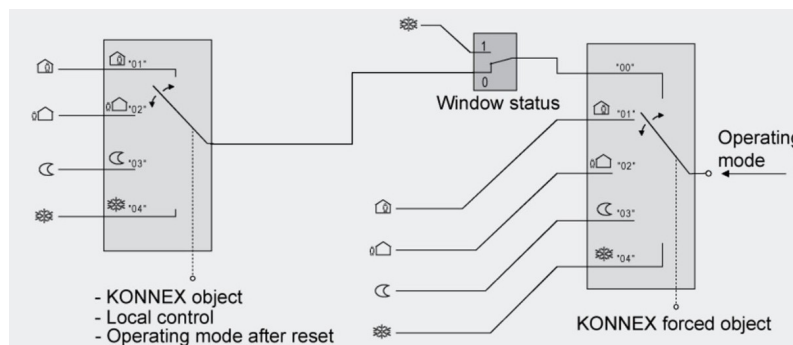 1
0
Window status
"01"
"02"
"03"
"04"
"00"
"01"
"02"
"03"
"04"
Operating
mode
- KONNEX object
- Local control
- Operating mode after reset
KONNEX forced object